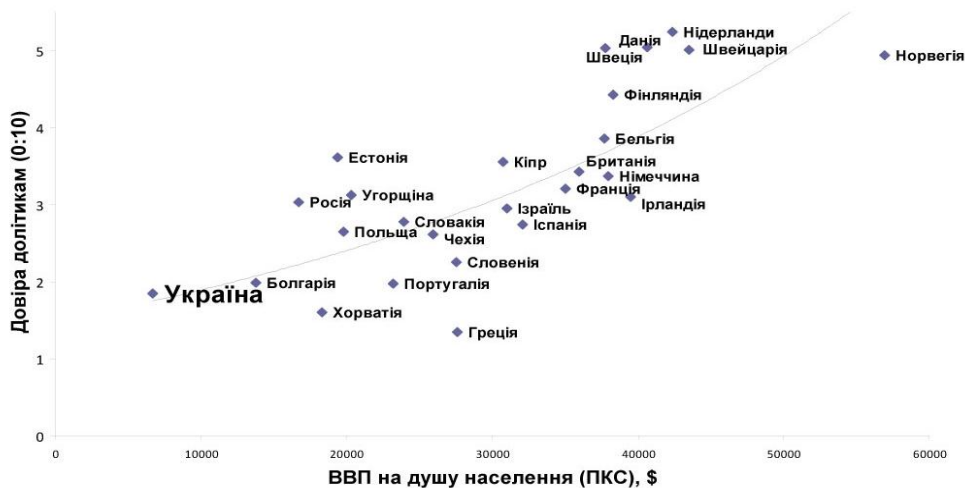 Довіра долітикам (0:10)
5
4
3
2
1
0
Данія
Нідерланди
Швеція
Швейцарія
Норвегія
Фінляндія
Бельгія
Естонія
Кіпр
Британія
Німеччина
Угорщіна
Франція
Росія
Ізраїль
Ірландія
Словакія
Іспанія
Польща
Чехія
Словенія
Болгарія
Португалія
Україна
Хорватія
Греція
0 10000 20000 30000 40000 50000 60000
ВВП на душу населення (ПКС), $